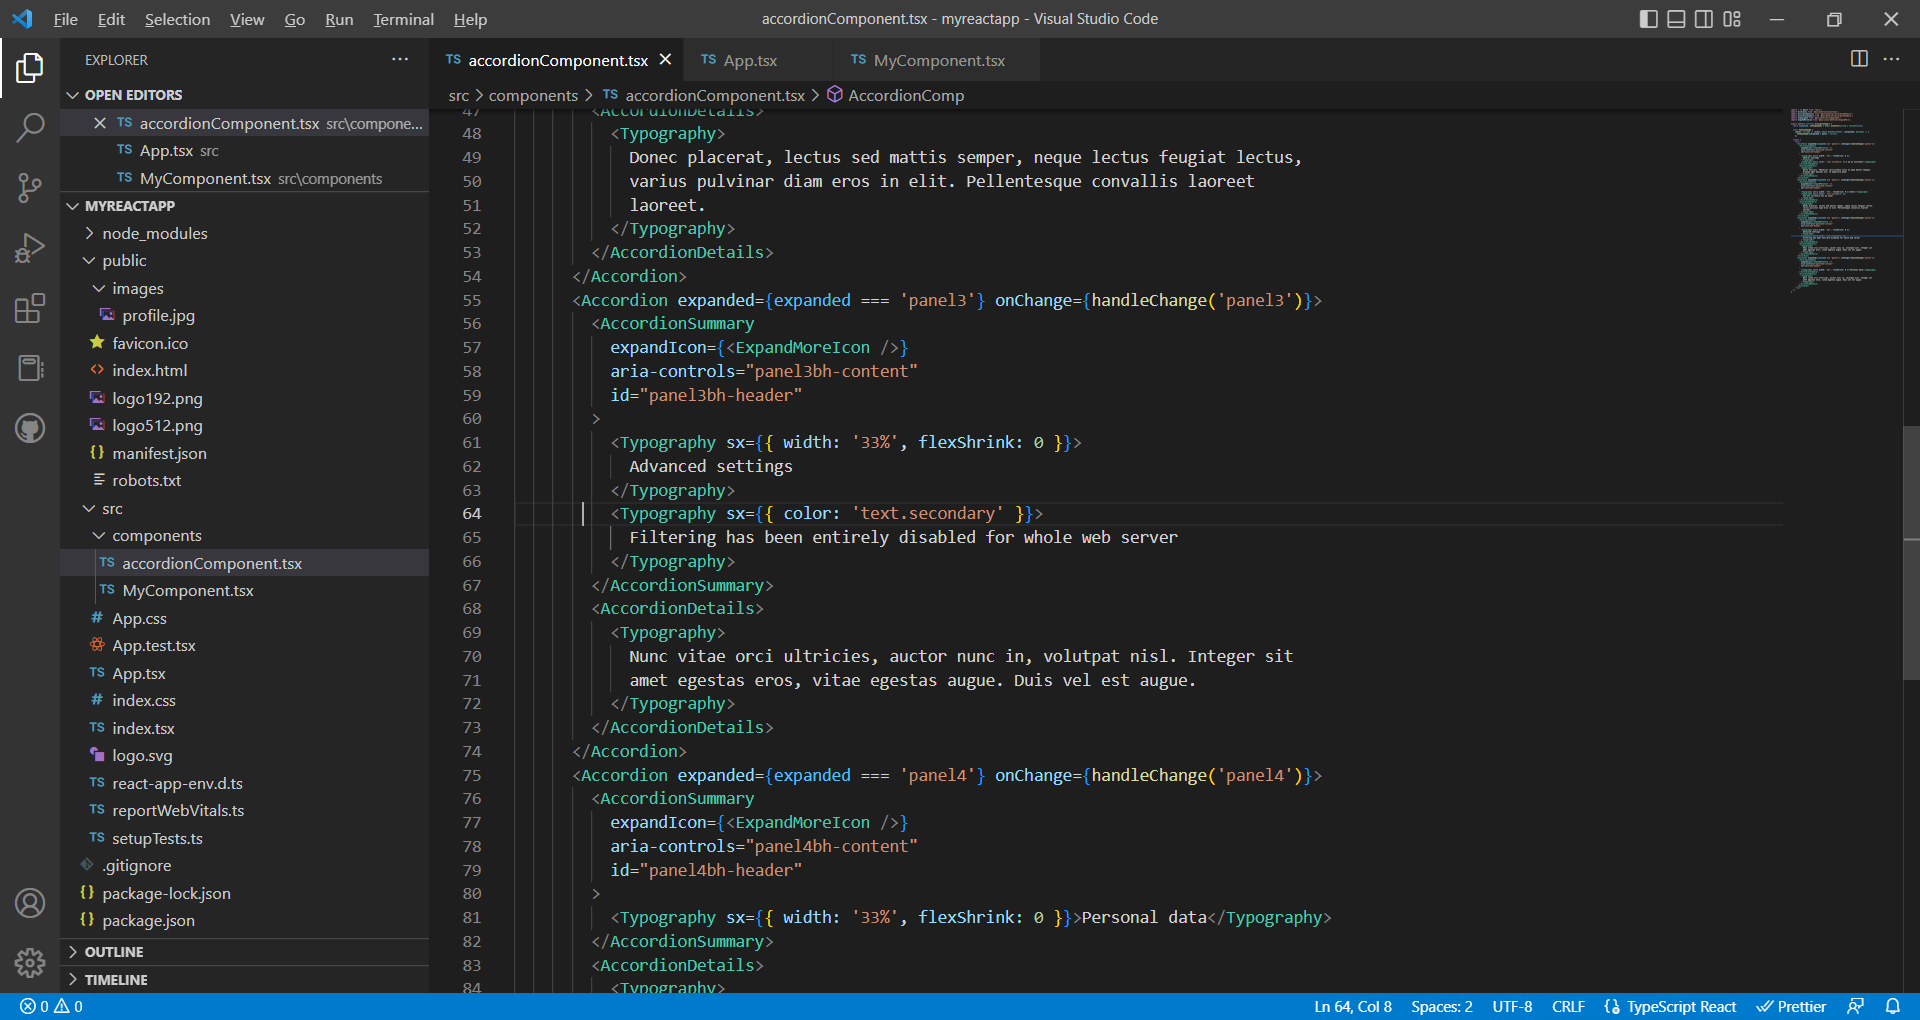 File Edit Selection View Go Run Terminal Help
accordionComponent.tsx - myreactapp - Visual Studio Code
EXPLORER
OPEN EDITORS
accordionComponent.tsx src\compone...
App.tsx src
MyComponent.tsx src\components
MYREACTAPP
node_modules
public
images
profile.jpg
favicon.ico
index.html
logo192.png
logo512.png
manifest.json
robots.txt
src
components
accordionComponent.tsx
MyComponent.tsx
App.css
App.test.tsx
App.tsx
index.css
index.tsx
logo.svg
react-app-env.d.ts
reportWebVitals.ts
setupTests.ts
.gitignore
package-lock.json
package.json
OUTLINE
TIMELINE
TS accordionComponent.tsx TS App.tsx TS MyComponent.tsx
src > components > TS accordionComponent.tsx > AccordionComp
47 <AccordionDetails>
48 <Typography>
49 Donec placerat, lectus sed mattis semper, neque lectus feugiat lectus,
50 varius pulvinar diam eros in elit. Pellentesque convallis laoreet
51 laoreet.
52 </Typography>
53 </AccordionDetails>
54 </Accordion>
55 <Accordion expanded={expanded === 'panel3'} onChange={handleChange('panel3')}>
56 <AccordionSummary
57 expandIcon={<ExpandMoreIcon />}
58 aria-controls="panel3bh-content"
59 id="panel3bh-header"
60 >
61 <Typography sx={{ width: '33%', flexShrink: 0 }}>
62 Advanced settings
63 </Typography>
64 <Typography sx={{ color: 'text.secondary' }}>
65 Filtering has been entirely disabled for whole web server
66 </Typography>
67 </AccordionSummary>
68 <AccordionDetails>
69 <Typography>
70 Nunc vitae orci ultricies, auctor nunc in, volutpat nisl. Integer sit
71 amet egestas eros, vitae egestas augue. Duis vel est augue.
72 </Typography>
73 </AccordionDetails>
74 </Accordion>
75 <Accordion expanded={expanded === 'panel4'} onChange={handleChange('panel4')}>
76 <AccordionSummary
77 expandIcon={<ExpandMoreIcon />}
78 aria-controls="panel4bh-content"
79 id="panel4bh-header"
80 >
81 <Typography sx={{ width: '33%', flexShrink: 0 }}>Personal data</Typography>
82 </AccordionSummary>
83 <AccordionDetails>
84 <Typography>
0 0
Ln 64, Col 8 Spaces: 2 UTF-8 CRLF TypeScript React Prettier